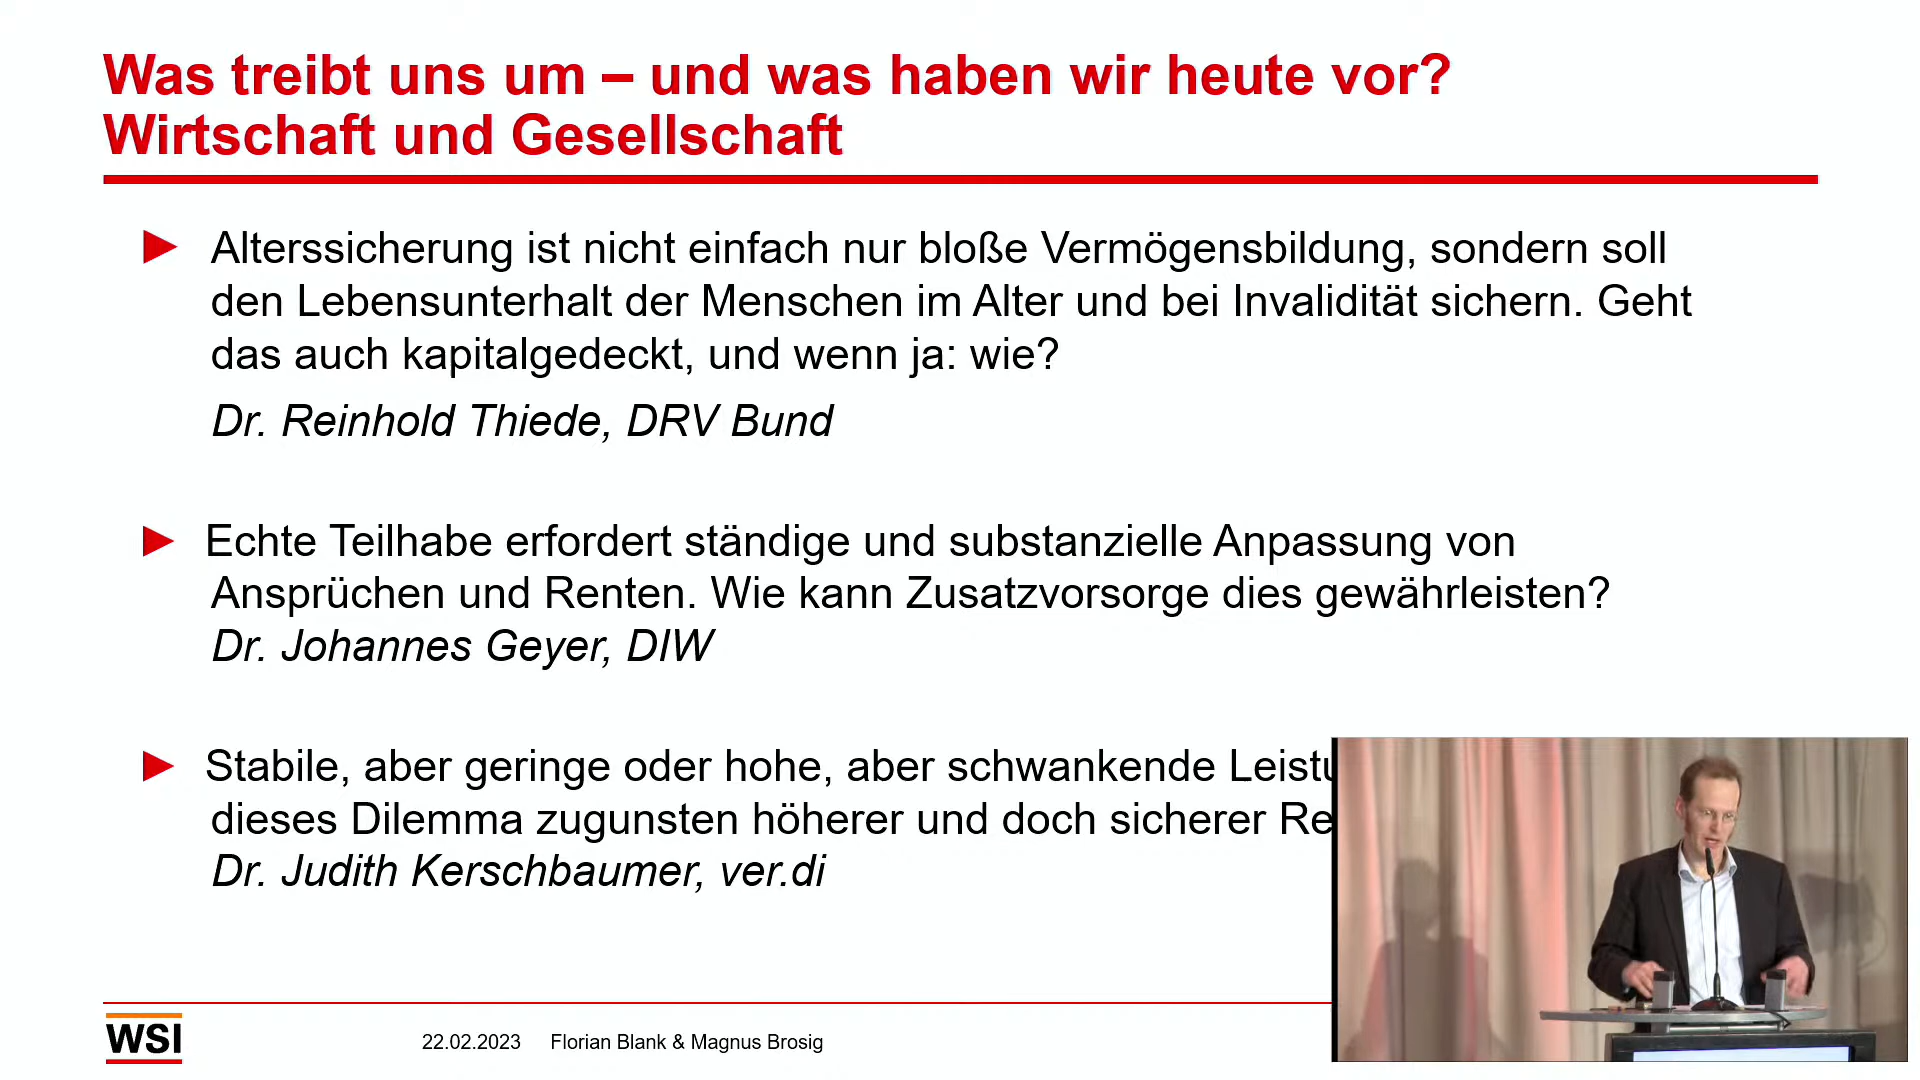 Was treibt uns um – und was haben wir heute vor?
Wirtschaft und Gesellschaft
Alterssicherung ist nicht einfach nur bloße Vermögensbildung, sondern soll
den Lebensunterhalt der Menschen im Alter und bei Invalidität sichern. Geht
das auch kapitalgedeckt, und wenn ja: wie?
Dr. Reinhold Thiede, DRV Bund
Echte Teilhabe erfordert ständige und substanzielle Anpassung von
Ansprüchen und Renten. Wie kann Zusatzvorsorge dies gewährleisten?
Dr. Johannes Geyer, DIW
Stabile, aber geringe oder hohe, aber schwankende
dieses Dilemma zugunsten höherer und doch sicherer
Dr. Judith Kerschbaumer, ver.di
WSI
22.02.2023 Florian Blank & Magnus Brosig